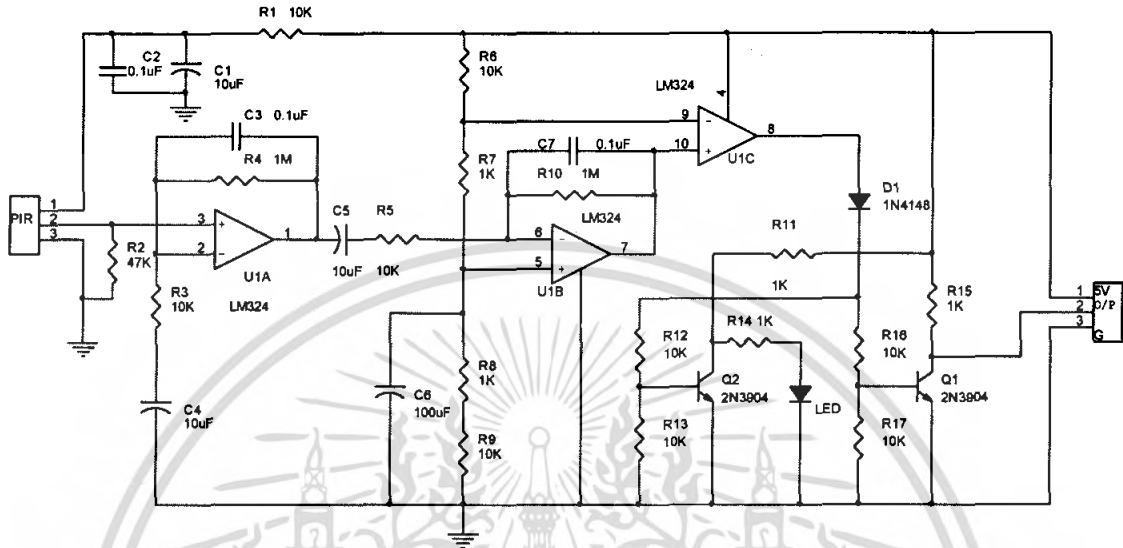 R1 10K
C2
0.1uF
C1
10uF
R6
10K
LM324
4
C3 0.1uF
9
-
8
10
+
U1C
R4 1M
R7
1K
C7 0.1uF
R10 1M
D1
1N4148
PIR
1
2
3
3
+
1
2
-
R2
47K
U1A
LM324
C5
10uF
R5
10K
LM324
6
-
7
5
+
U1B
R11
1K
R3
10K
R15
1K
1 5V
2 O/P
3 G
R12
10K
R14 1K
R16
10K
R8
1K
C6
100uF
Q2
2N3904
LED
Q1
2N3904
C4
10uF
R9
10K
R13
10K
R17
10K